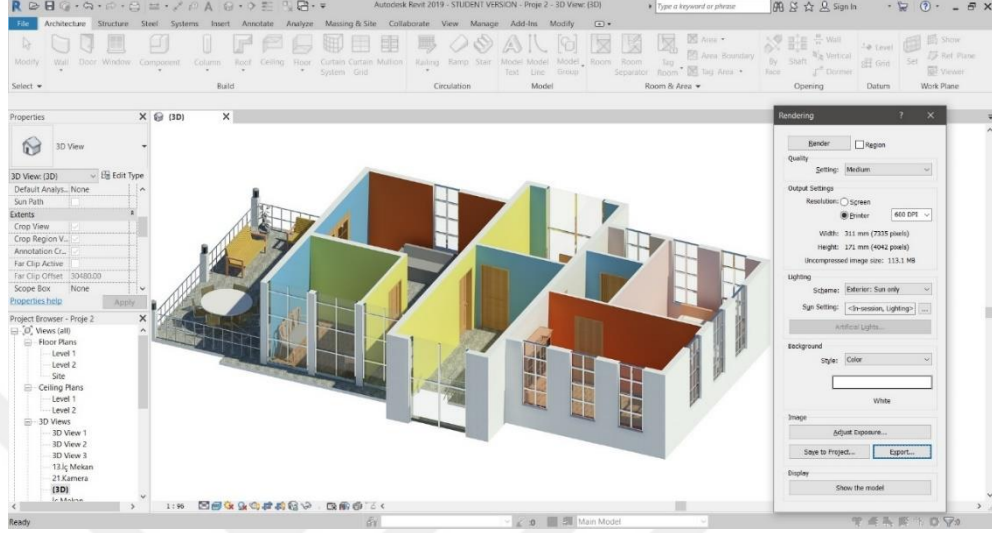 Autodesk Revit 2019 - STUDENT VERSION - Proje 2 - 3D View: {3D}
Type a keyword or phrase
Sign In
File Architecture Structure Steel Systems Insert Annotate Analyze Massing & Site Collaborate View Manage Add-Ins Modify
Modify Wall Door Window Component Column Roof Ceiling Floor Curtain System Curtain Grid Mullion Railing Ramp Stair Model Text Model Line Model Group Room Room Separator Tag Room Area Area Boundary Tag Area By Face Shaft Wall Vertical Dormer Level Grid Set Show Ref Plane Viewer
Select Build Circulation Model Room & Area Opening Datum Work Plane
Properties
{3D}
3D View
3D View: {3D} Edit Type
Default Analys... None
Sun Path
Extents
Crop View
Crop Region V...
Annotation Cr...
Far Clip Active
Far Clip Offset 30480.00
Scope Box None
Properties help Apply
Project Browser - Proje 2
Views (all)
Floor Plans
Level 1
Level 2
Site
Ceiling Plans
Level 1
Level 2
3D Views
3D View 1
3D View 2
3D View 3
13.İç Mekan
21.Kamera
{3D}
İç Mekan
Rendering ?
Render Region
Quality
Setting: Medium
Output Settings
Resolution: Screen
Printer 600 DPI
Width: 311 mm (7335 pixels)
Height: 171 mm (4042 pixels)
Uncompressed image size: 113.1 MB
Lighting
Scheme: Exterior: Sun only
Sun Setting: <In-session, Lighting> ...
Artificial Lights...
Background
Style: Color
White
Image
Adjust Exposure...
Save to Project... Export...
Display
Show the model
1 : 96
Ready
:0 Main Model
:0